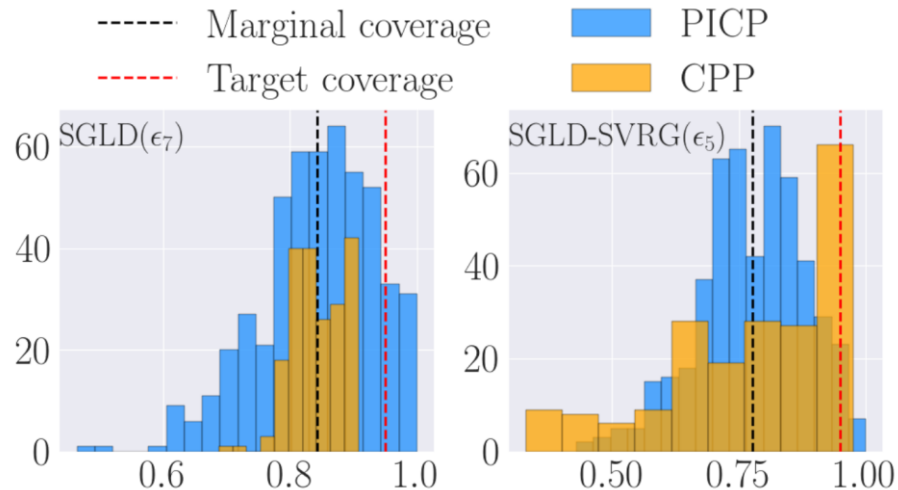 Marginal coverage
PICP
Target coverage
CPP
SGLD(ϵ₇)
60
40
20
0
0.6 0.8 1.0
SGLD-SVRG(ϵ₅)
60
40
20
0
0.50 0.75 1.00